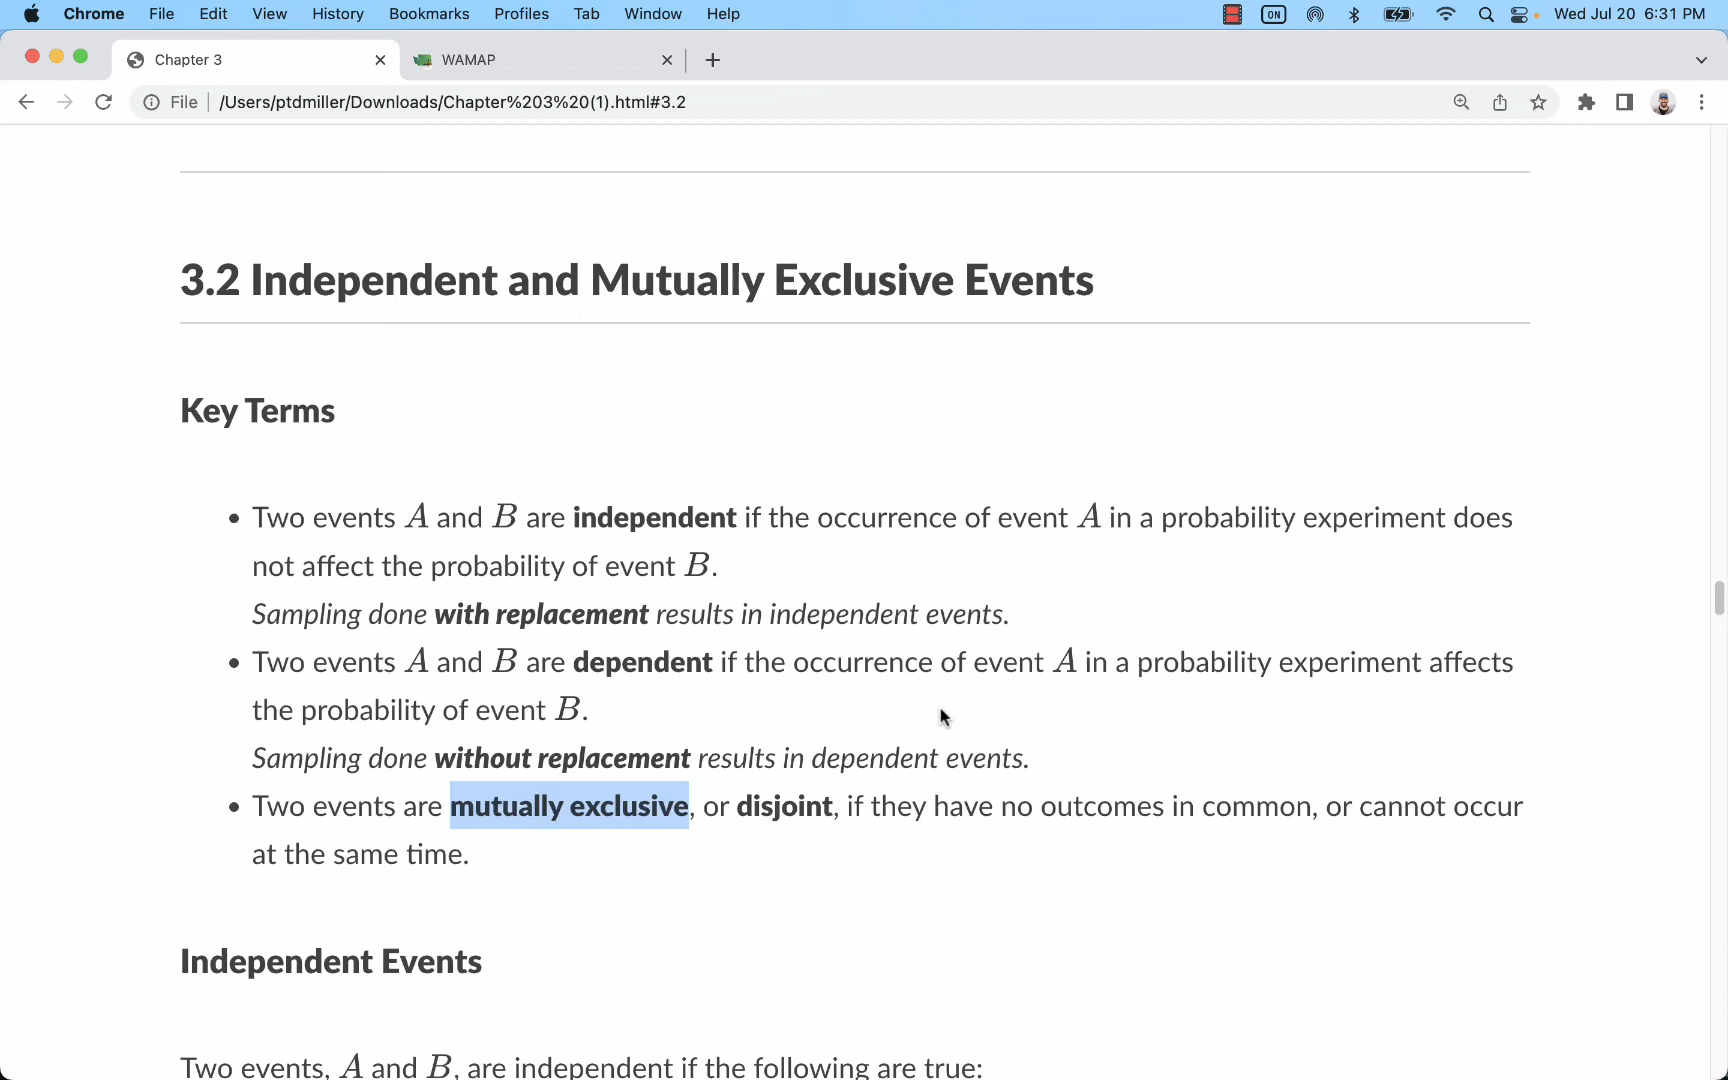 Chrome File Edit View History Bookmarks Profiles Tab Window Help ON Wed Jul 20 6:31 PM
Chapter 3 WAMAP
File /Users/ptdmiller/Downloads/Chapter%203%20(1).html#3.2
3.2 Independent and Mutually Exclusive Events
Key Terms
• Two events A and B are independent if the occurrence of event A in a probability experiment does
not affect the probability of event B.
Sampling done with replacement results in independent events.
• Two events A and B are dependent if the occurrence of event A in a probability experiment affects
the probability of event B.
Sampling done without replacement results in dependent events.
• Two events are mutually exclusive, or disjoint, if they have no outcomes in common, or cannot occur
at the same time.
Independent Events
Two events, A and B, are independent if the following are true: